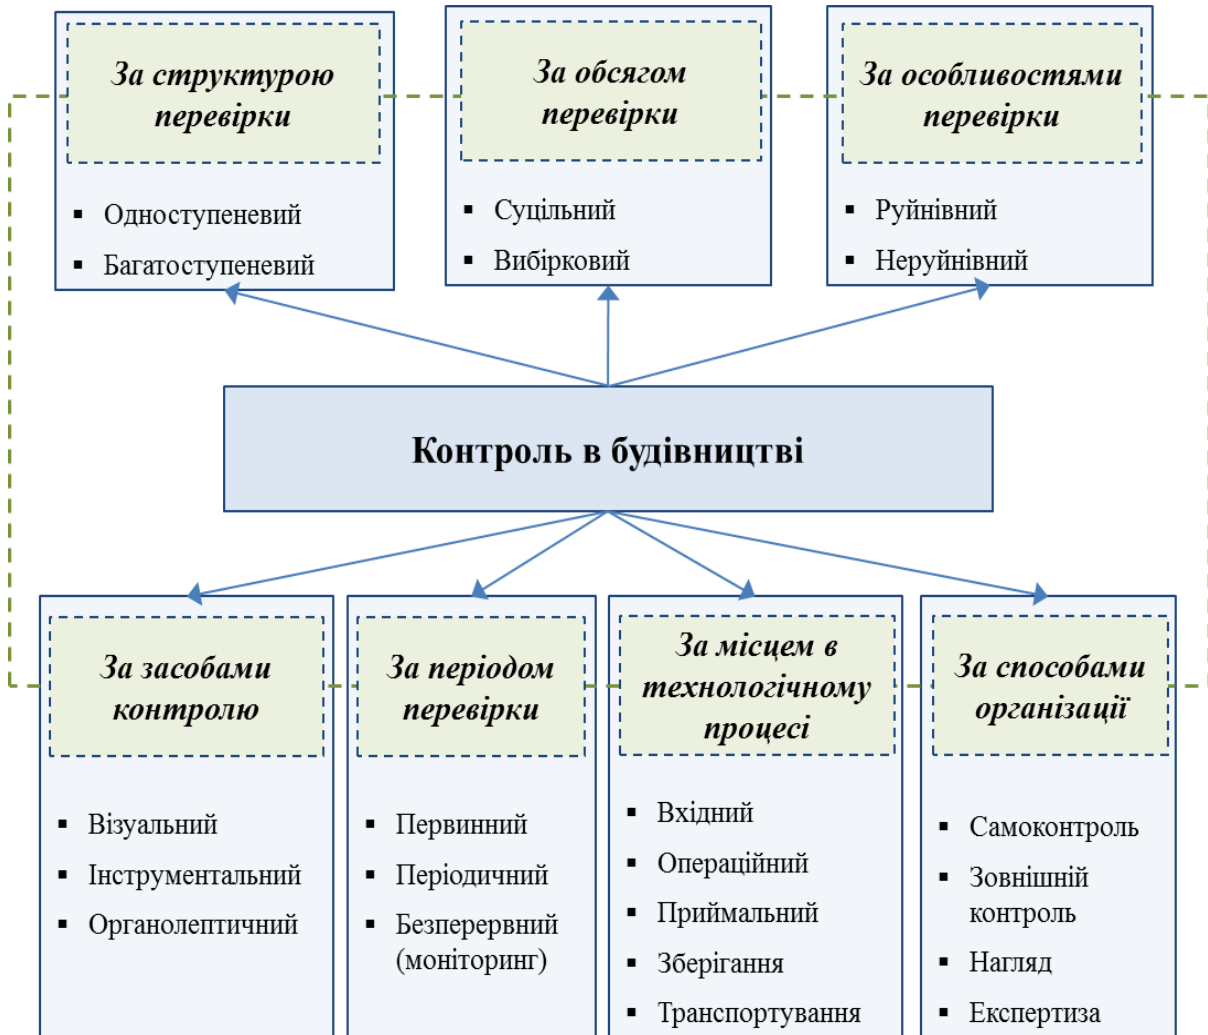 За структурою
перевірки
▪ Одноступеневий
▪ Багатоступеневий
За обсягом
перевірки
▪ Суцільний
▪ Вибірковий
За особливостями
перевірки
▪ Руйнівний
▪ Неруйнівний
Контроль в будівництві
За засобами
контролю
▪ Візуальний
▪ Інструментальний
▪ Органолептичний
За періодом
перевірки
▪ Первинний
▪ Періодичний
▪ Безперервний
(моніторинг)
За місцем в
технологічному
процесі
▪ Вхідний
▪ Операційний
▪ Приймальний
▪ Зберігання
▪ Транспортування
За способами
організації
▪ Самоконтроль
▪ Зовнішній
контроль
▪ Нагляд
▪ Експертиза